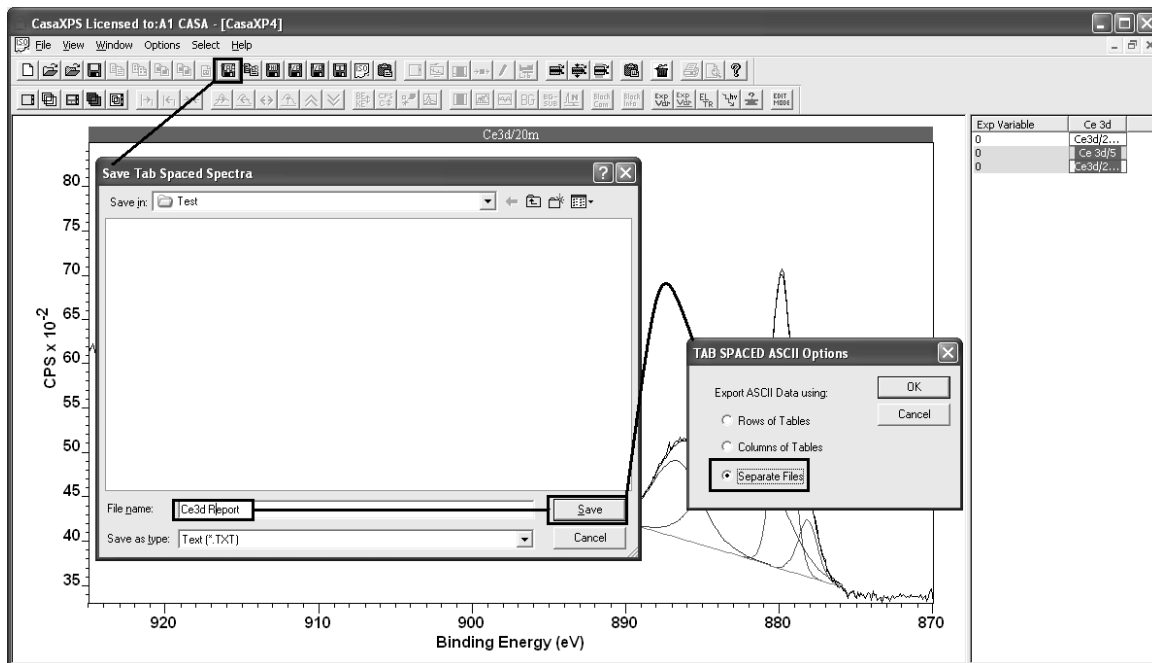 CasaXPS Licensed to:A1 CASA - [CasaXP4]
File View Window Options Select Help
Exp Variable Ce 3d
0 Ce3d/2...
0 Ce 3d/5
0 Ce3d/2...
Ce3d/20m
Save Tab Spaced Spectra
Save in: Test
File name: Ce3d Report Save
Save as type: Text (*.TXT) Cancel
TAB SPACED ASCII Options
Export ASCII Data using: OK
Cancel
Rows of Tables
Columns of Tables
Separate Files
CPS x 10-2
80
75
70
65
60
55
50
45
40
35
920 910 900 890 880 870
Binding Energy (eV)